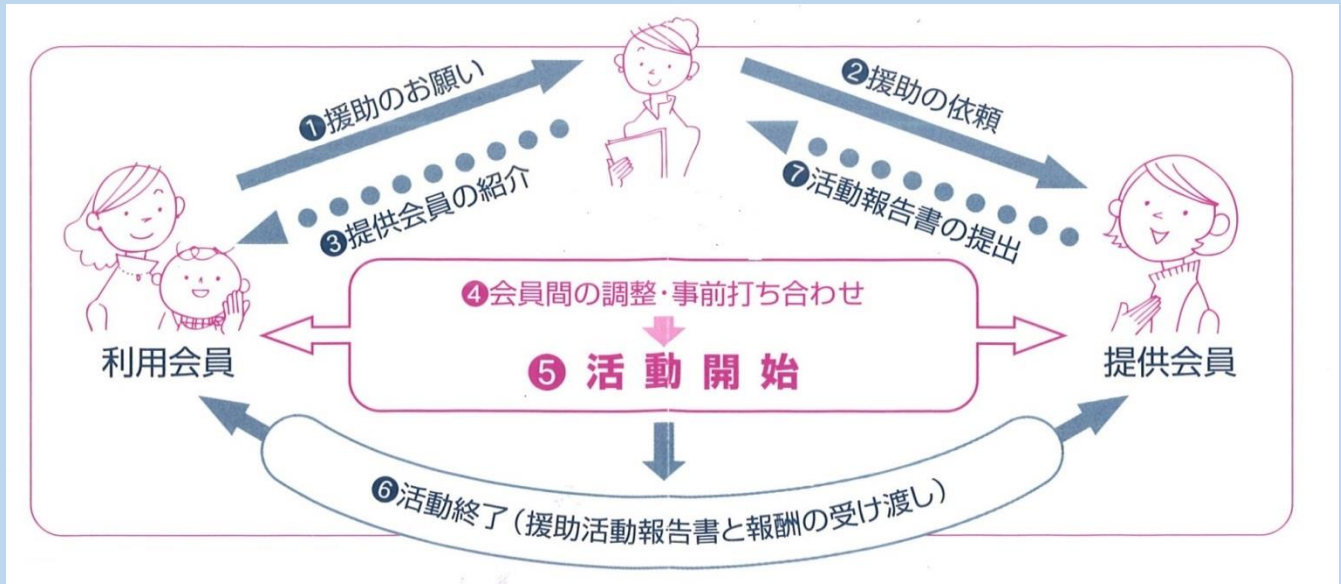 ❶援助のお願い
❷援助の依頼
❸提供会員の紹介
❼活動報告書の提出
❹会員間の調整・事前打ち合わせ
❺活動開始
利用会員
提供会員
❻活動終了（援助活動報告書と報酬の受け渡し）